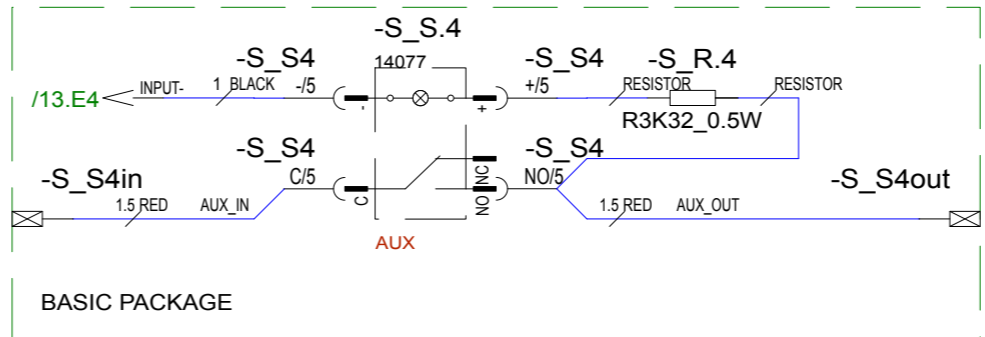 -S_S.4
-S_S4
14077
-S_S4
-S_R.4
/13.E4
INPUT-
1 BLACK
-/5
-
+
+/5
RESISTOR
RESISTOR
R3K32_0.5W
-S_S4
-S_S4
-S_S4in
C/5
C
NO
NC
NO/5
-S_S4out
1.5 RED
AUX_IN
1.5 RED
AUX_OUT
AUX
BASIC PACKAGE